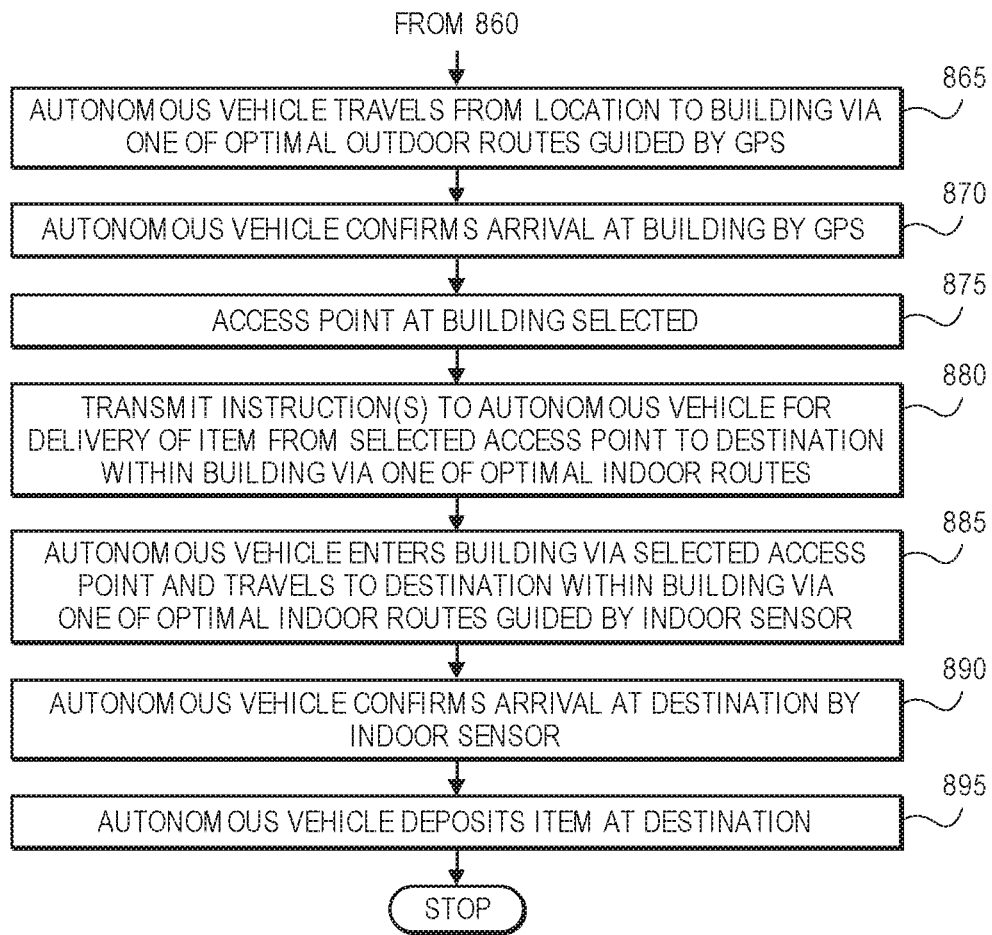 FROM 860
865
AUTONOMOUS VEHICLE TRAVELS FROM LOCATION TO BUILDING VIA
ONE OF OPTIMAL OUTDOOR ROUTES GUIDED BY GPS
870
AUTONOMOUS VEHICLE CONFIRMS ARRIVAL AT BUILDING BY GPS
875
ACCESS POINT AT BUILDING SELECTED
880
TRANSMIT INSTRUCTION(S) TO AUTONOMOUS VEHICLE FOR
DELIVERY OF ITEM FROM SELECTED ACCESS POINT TO DESTINATION
WITHIN BUILDING VIA ONE OF OPTIMAL INDOOR ROUTES
885
AUTONOMOUS VEHICLE ENTERS BUILDING VIA SELECTED ACCESS
POINT AND TRAVELS TO DESTINATION WITHIN BUILDING VIA
ONE OF OPTIMAL INDOOR ROUTES GUIDED BY INDOOR SENSOR
890
AUTONOMOUS VEHICLE CONFIRMS ARRIVAL AT DESTINATION BY
INDOOR SENSOR
895
AUTONOMOUS VEHICLE DEPOSITS ITEM AT DESTINATION
STOP